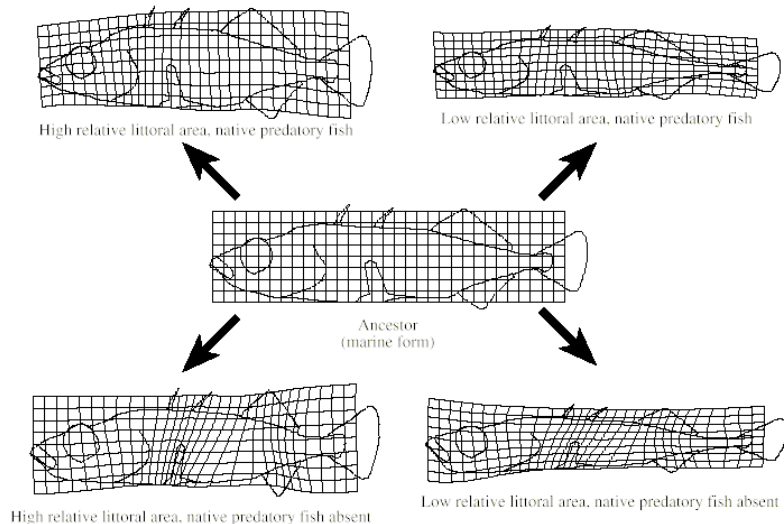 High relative littoral area, native predatory fish
Low relative littoral area, native predatory fish
Ancestor
(marine form)
High relative littoral area, native predatory fish absent
Low relative littoral area, native predatory fish absent